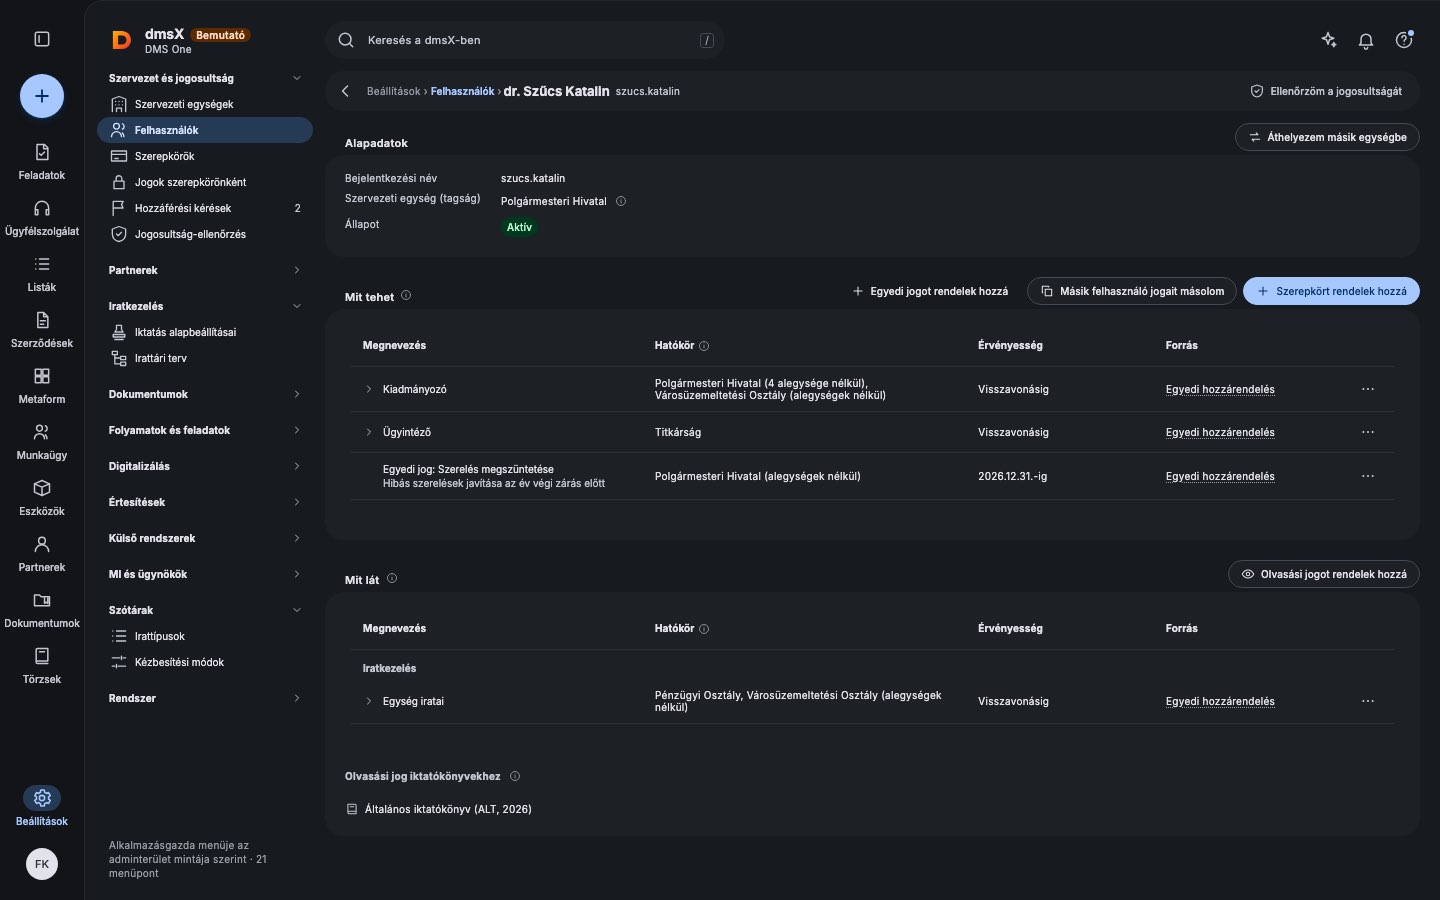 dmsX Bemutató
DMS One
Keresés a dmsX-ben /
Feladatok
Ügyfélszolgálat
Listák
Szerződések
Metaform
Munkaügy
Eszközök
Partnerek
Dokumentumok
Törzsek
Beállítások
FK
Szervezet és jogosultság
Szervezeti egységek
Felhasználók
Szerepkörök
Jogok szerepkörönként
Hozzáférési kérések 2
Jogosultság-ellenőrzés
Partnerek
Iratkezelés
Iktatás alapbeállításai
Irattári terv
Dokumentumok
Folyamatok és feladatok
Digitalizálás
Értesítések
Külső rendszerek
MI és ügynökök
Szótárak
Irattípusok
Kézbesítési módok
Rendszer
Alkalmazásgazda menüje az
adminterület mintája szerint · 21
menüpont
Beállítások › Felhasználók › dr. Szűcs Katalin szucs.katalin
Ellenőrzöm a jogosultságát
Alapadatok
Áthelyezem másik egységbe
Bejelentkezési név szucs.katalin
Szervezeti egység (tagság) Polgármesteri Hivatal
Állapot Aktív
Mit tehet
Egyedi jogot rendelek hozzá
Másik felhasználó jogait másolom
Szerepkört rendelek hozzá
Megnevezés Hatókör Érvényesség Forrás
Kiadmányozó Polgármesteri Hivatal (4 alegysége nélkül), Visszavonásig Egyedi hozzárendelés
Városüzemeltetési Osztály (alegységek nélkül)
Ügyintéző Titkárság Visszavonásig Egyedi hozzárendelés
Egyedi jog: Szerelés megszüntetése Polgármesteri Hivatal (alegységek nélkül) 2026.12.31.-ig Egyedi hozzárendelés
Hibás szerelések javítása az év végi zárás előtt
Mit lát
Olvasási jogot rendelek hozzá
Megnevezés Hatókör Érvényesség Forrás
Iratkezelés
Egység iratai Pénzügyi Osztály, Városüzemeltetési Osztály (alegységek Visszavonásig Egyedi hozzárendelés
nélkül)
Olvasási jog iktatókönyvekhez
Általános iktatókönyv (ALT, 2026)